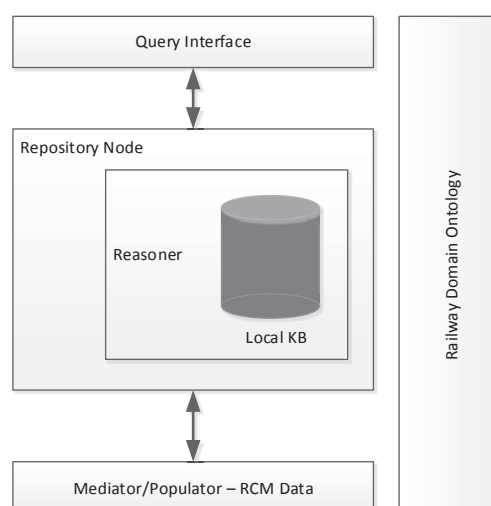 Query Interface
Repository Node
Reasoner
Local KB
Mediator/Populator – RCM Data
Railway Domain Ontology